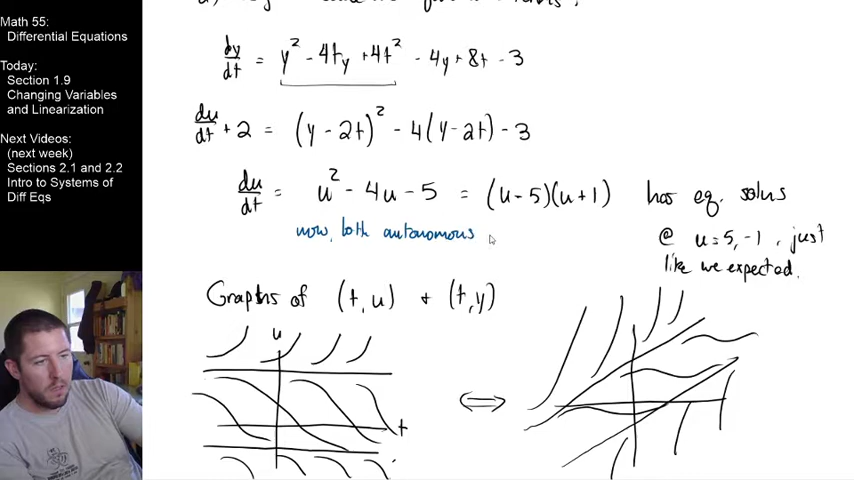 Math 55:
Differential Equations
Today:
Section 1.9
Changing Variables
and Linearization
Next Videos:
(next week)
Sections 2.1 and 2.2
Intro to Systems of
Diff Eqs
dy/dt = y² - 4ty + 4t² - 4y + 8t - 3
du/dt + 2 = (y - 2t)² - 4(y - 2t) - 3
du/dt = u² - 4u - 5 = (u - 5)(u + 1) has eq. solns
@ u = 5, -1, just
like we expected.
now, both autonomous
Graphs of (t, u) + (t, y)
u
t